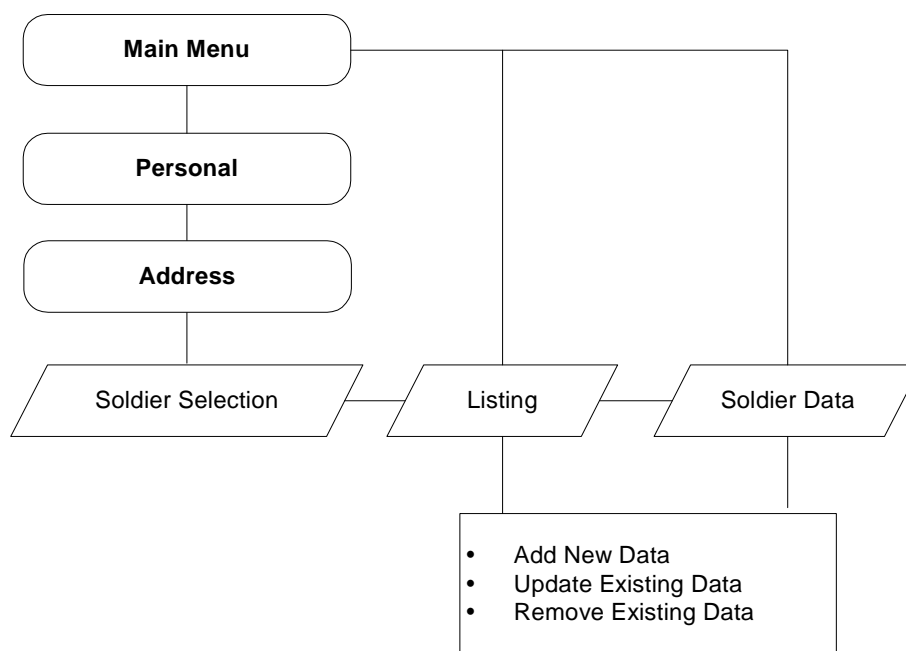 Main Menu
Personal
Address
Soldier Selection
Listing
Soldier Data
• Add New Data
• Update Existing Data
• Remove Existing Data